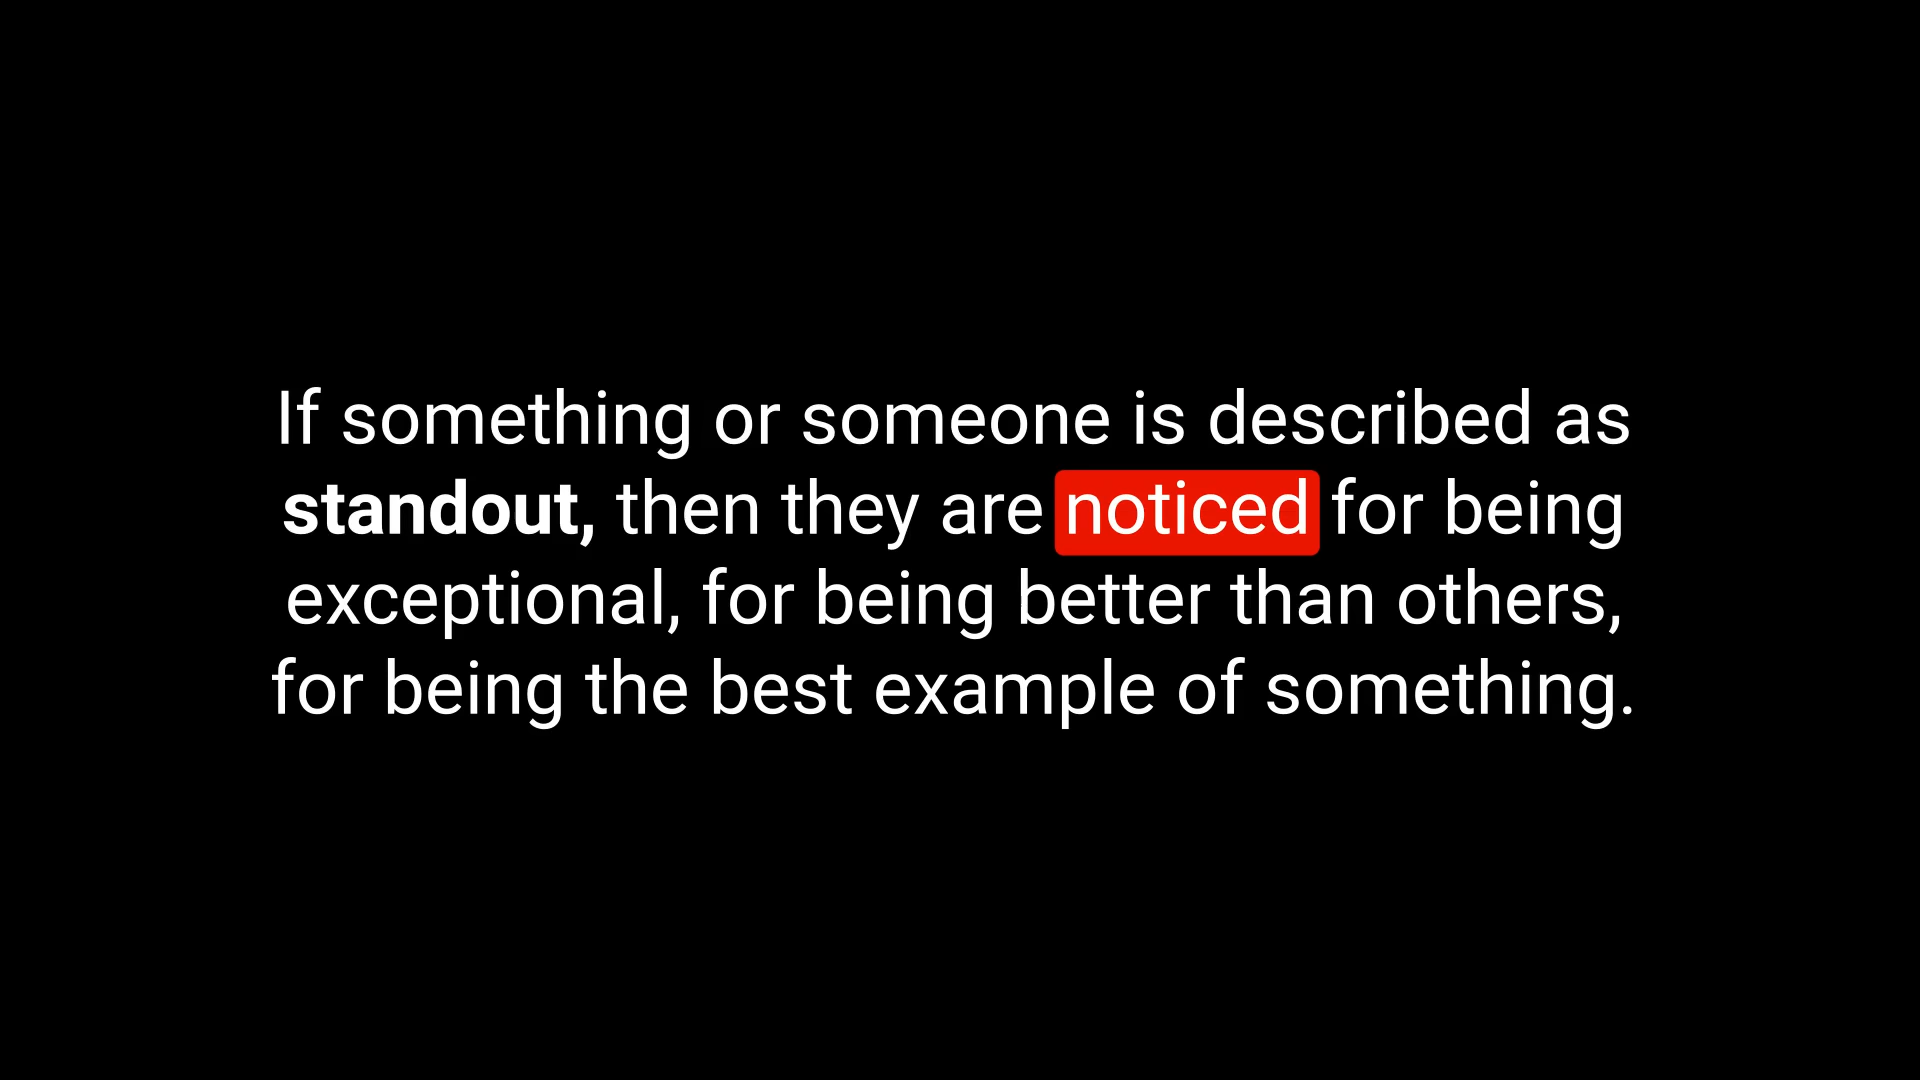 If something or someone is described as
standout, then they are noticed for being
exceptional, for being better than others,
for being the best example of something.